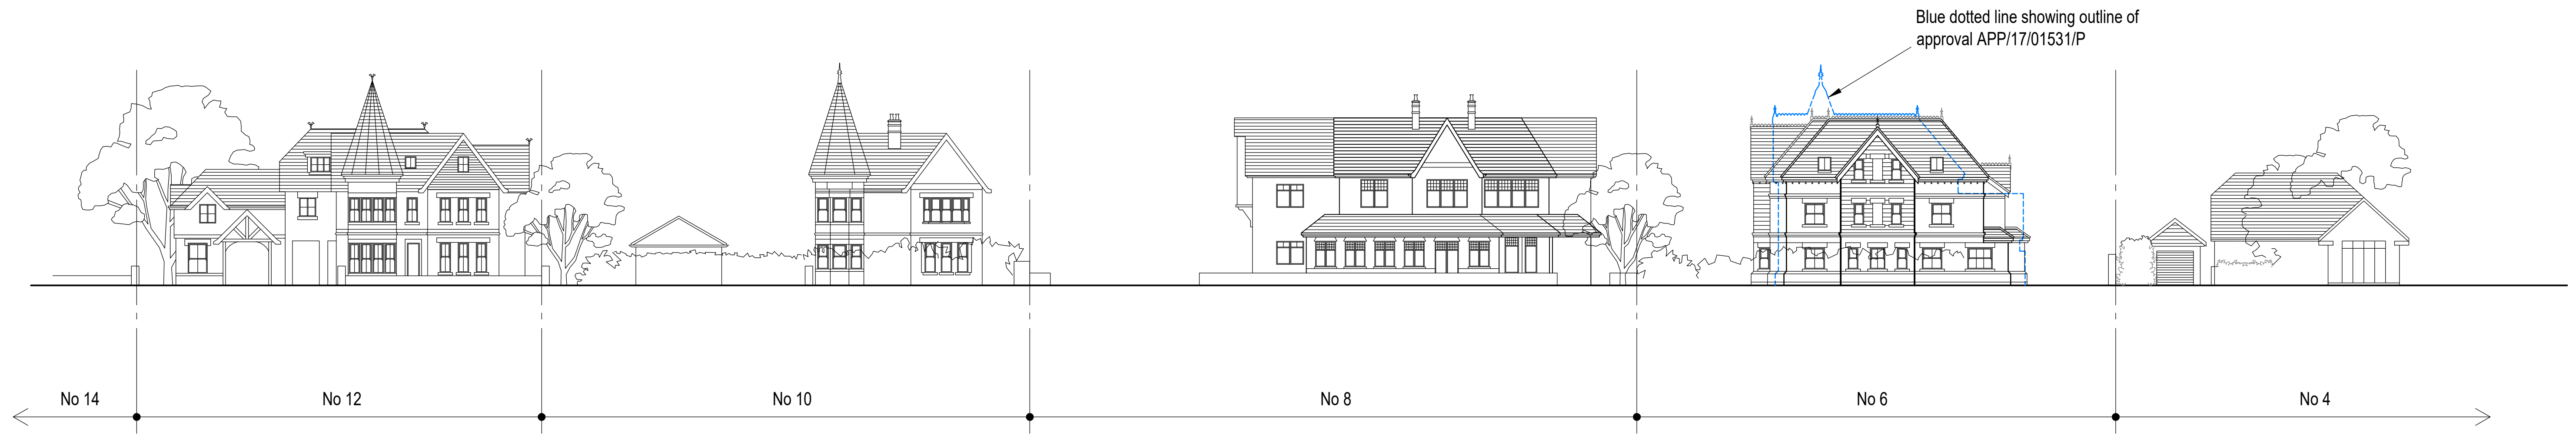 Blue dotted line showing outline of
approval APP/17/01531/P
No 14
No 12
No 10
No 8
No 6
No 4